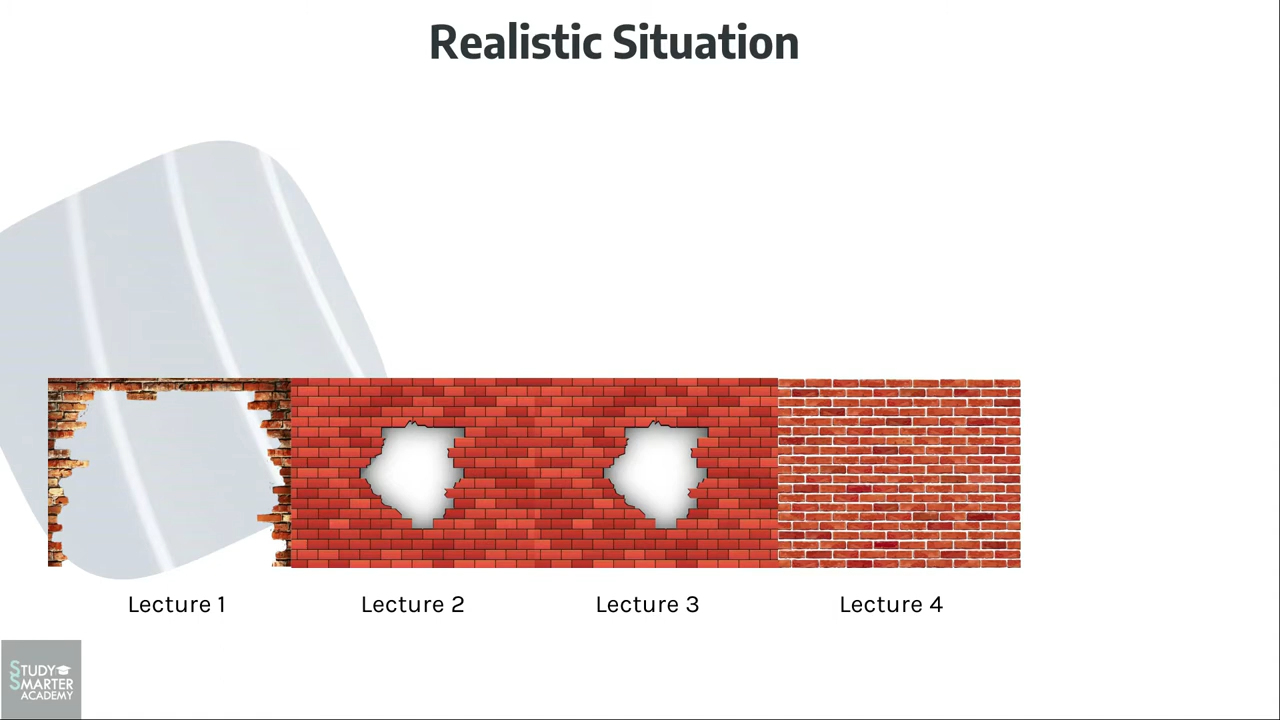 Realistic Situation
Lecture 1
Lecture 2
Lecture 3
Lecture 4
STUDY
SMARTER
ACADEMY